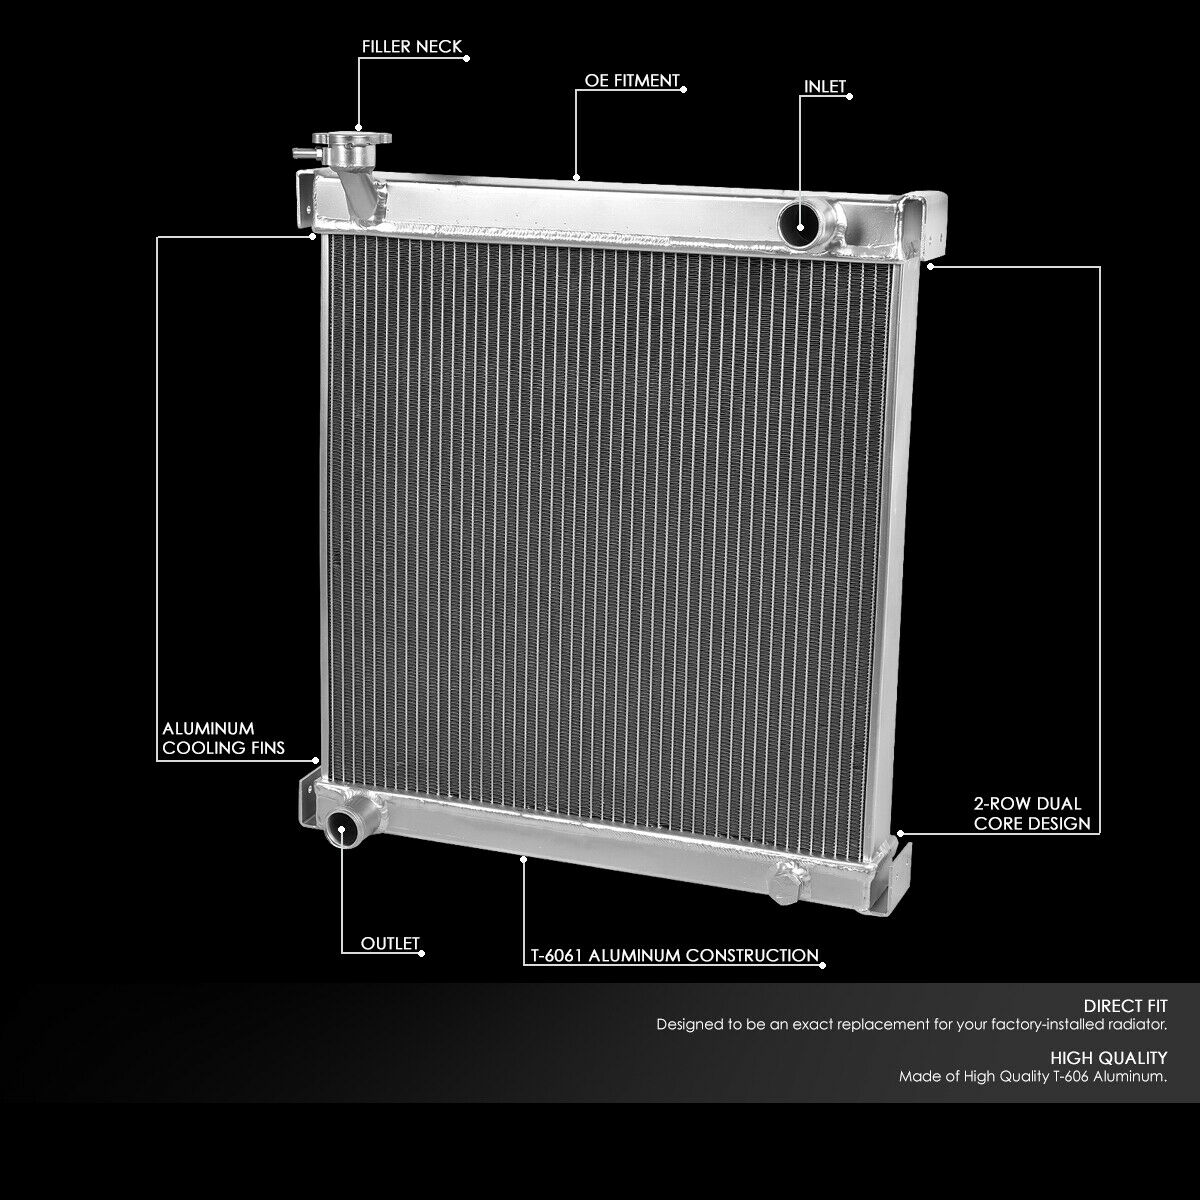 FILLER NECK
OE FITMENT
INLET
ALUMINUM
COOLING FINS
2-ROW DUAL
CORE DESIGN
OUTLET
T-6061 ALUMINUM CONSTRUCTION
DIRECT FIT
Designed to be an exact replacement for your factory-installed radiator.
HIGH QUALITY
Made of High Quality T-606 Aluminum.